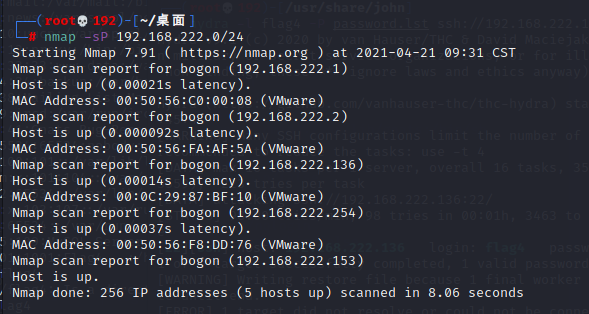 (root💀192)-[~/桌面]
# nmap -sP 192.168.222.0/24
Starting Nmap 7.91 ( https://nmap.org ) at 2021-04-21 09:31 CST
Nmap scan report for bogon (192.168.222.1)
Host is up (0.00021s latency).
MAC Address: 00:50:56:C0:00:08 (VMware)
Nmap scan report for bogon (192.168.222.2)
Host is up (0.000092s latency).
MAC Address: 00:50:56:FA:AF:5A (VMware)
Nmap scan report for bogon (192.168.222.136)
Host is up (0.00014s latency).
MAC Address: 00:0C:29:87:BF:10 (VMware)
Nmap scan report for bogon (192.168.222.254)
Host is up (0.00037s latency).
MAC Address: 00:50:56:F8:DD:76 (VMware)
Nmap scan report for bogon (192.168.222.153)
Host is up.
Nmap done: 256 IP addresses (5 hosts up) scanned in 8.06 seconds